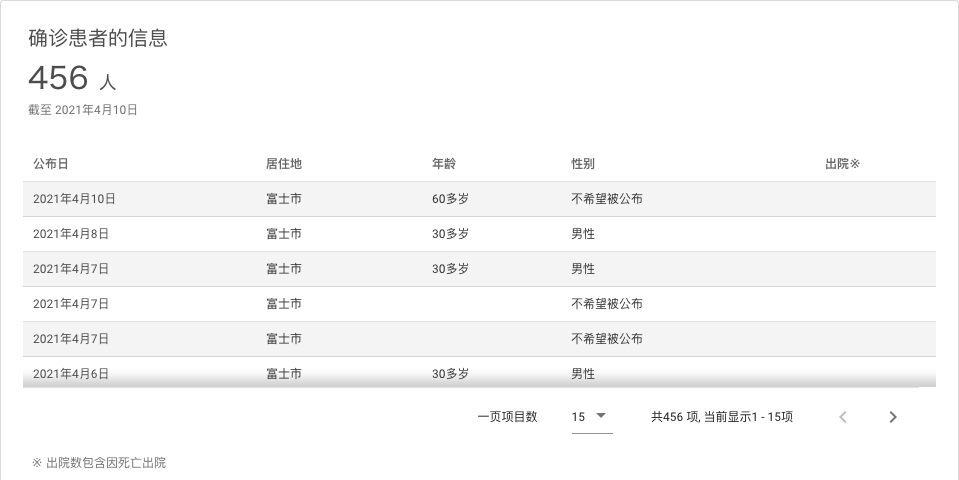 确诊患者的信息
456 人
截至 2021年4月10日
公布日 居住地 年龄 性别 出院※
2021年4月10日 富士市 60多岁 不希望被公布
2021年4月8日 富士市 30多岁 男性
2021年4月7日 富士市 30多岁 男性
2021年4月7日 富士市 不希望被公布
2021年4月7日 富士市 不希望被公布
2021年4月6日 富士市 30多岁 男性
一页项目数 15 共456 项, 当前显示1 - 15项
※ 出院数包含因死亡出院